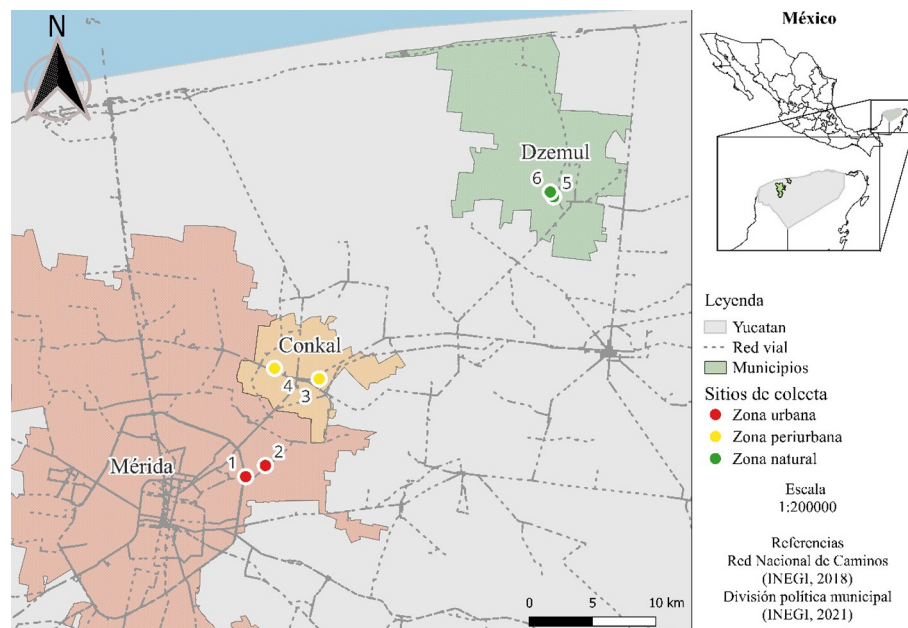 N
Dzemul
6
5
Conkal
4
3
Mérida
1
2
0 5 10 km
México
Leyenda
Yucatan
Red vial
Municipios
Sitios de colecta
Zona urbana
Zona periurbana
Zona natural
Escala
1:200000
Referencias
Red Nacional de Caminos
(INEGI, 2018)
División política municipal
(INEGI, 2021)